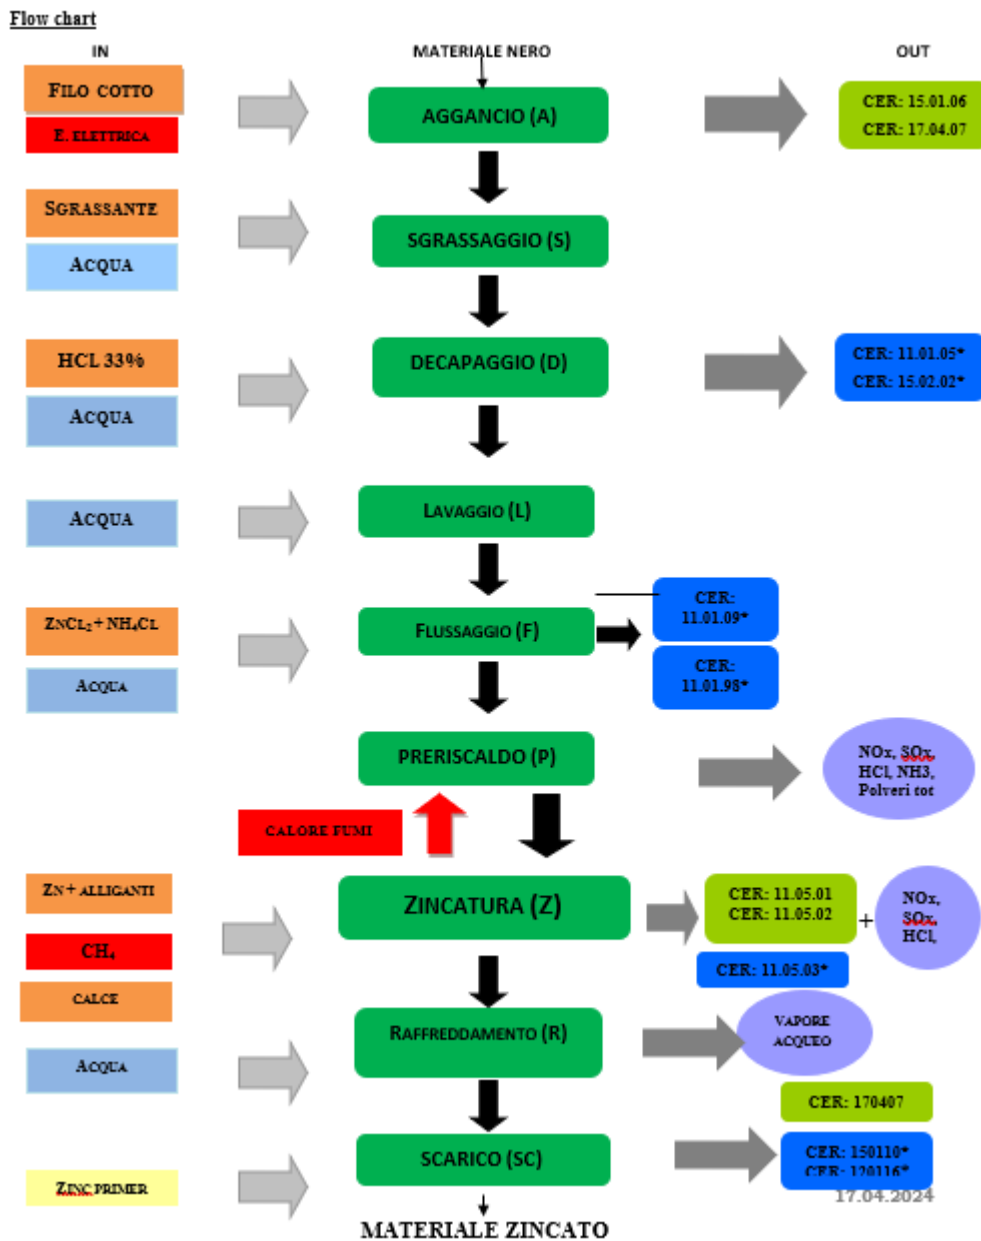 Flow chart
IN
MATERIALE NERO
OUT
FILO COTTO
E. ELETTRICA
AGGANCIO (A)
CER: 15.01.06
CER: 17.04.07
SGRASSANTE
ACQUA
SGRASSAGGIO (S)
HCL 33%
ACQUA
DECAPAGGIO (D)
CER: 11.01.05*
CER: 15.02.02*
ACQUA
LAVAGGIO (L)
ZNCL₂ + NH₄CL
ACQUA
FLUSSAGGIO (F)
CER:
11.01.09*
CER:
11.01.98*
PRERISCALDO (P)
NOx, SOx,
HCl, NH3,
Polveri tot
CALORE FUMI
ZN + ALLIGANTI
CH₄
CALCE
ZINCATURA (Z)
CER: 11.05.01
CER: 11.05.02
+
NOx,
SOx,
HCl,
CER: 11.05.03*
ACQUA
RAFFREDDAMENTO (R)
VAPORE
ACQUEO
CER: 170407
ZINC PRIMER
SCARICO (SC)
CER: 150110*
CER: 120116*
17.04.2024
MATERIALE ZINCATO